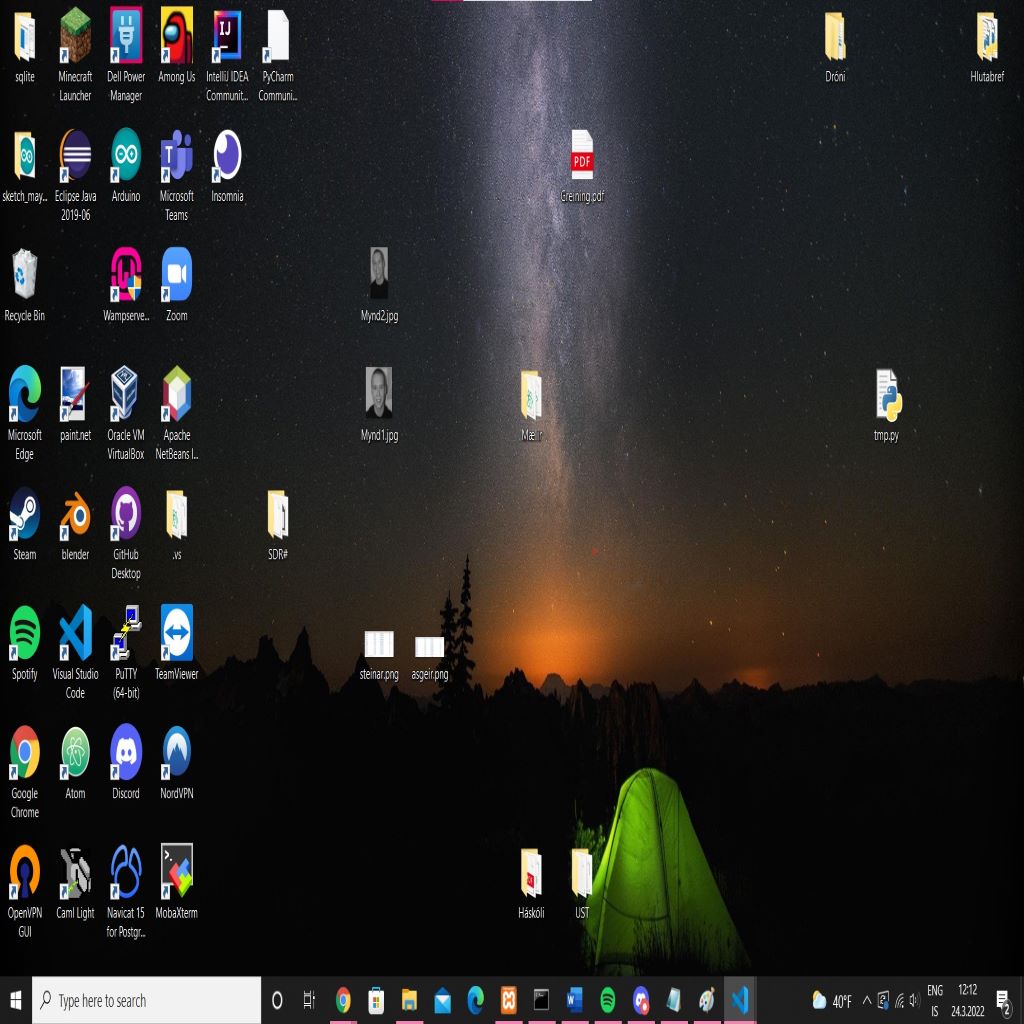 sqlite
Minecraft
Launcher
Dell Power
Manager
Among Us
IntelliJ IDEA
Communit...
PyCharm
Communi...
Dróni
Hlutabref
sketch_may...
Eclipse Java
2019-06
Arduino
Microsoft
Teams
Insomnia
PDF
Greining.pdf
Recycle Bin
Wampserve...
Zoom
Mynd2.jpg
Microsoft
Edge
paint.net
Oracle VM
VirtualBox
Apache
NetBeans I...
Mynd1.jpg
Mælir
tmp.py
Steam
blender
GitHub
Desktop
.vs
SDR#
Spotify
Visual Studio
Code
PuTTY
(64-bit)
TeamViewer
steinar.png
asgeir.png
Google
Chrome
Atom
Discord
NordVPN
OpenVPN
GUI
Caml Light
Navicat 15
for Postgr...
MobaXterm
Háskóli
UST
Type here to search
40°F
ENG
IS
12:12
24.3.2022
2